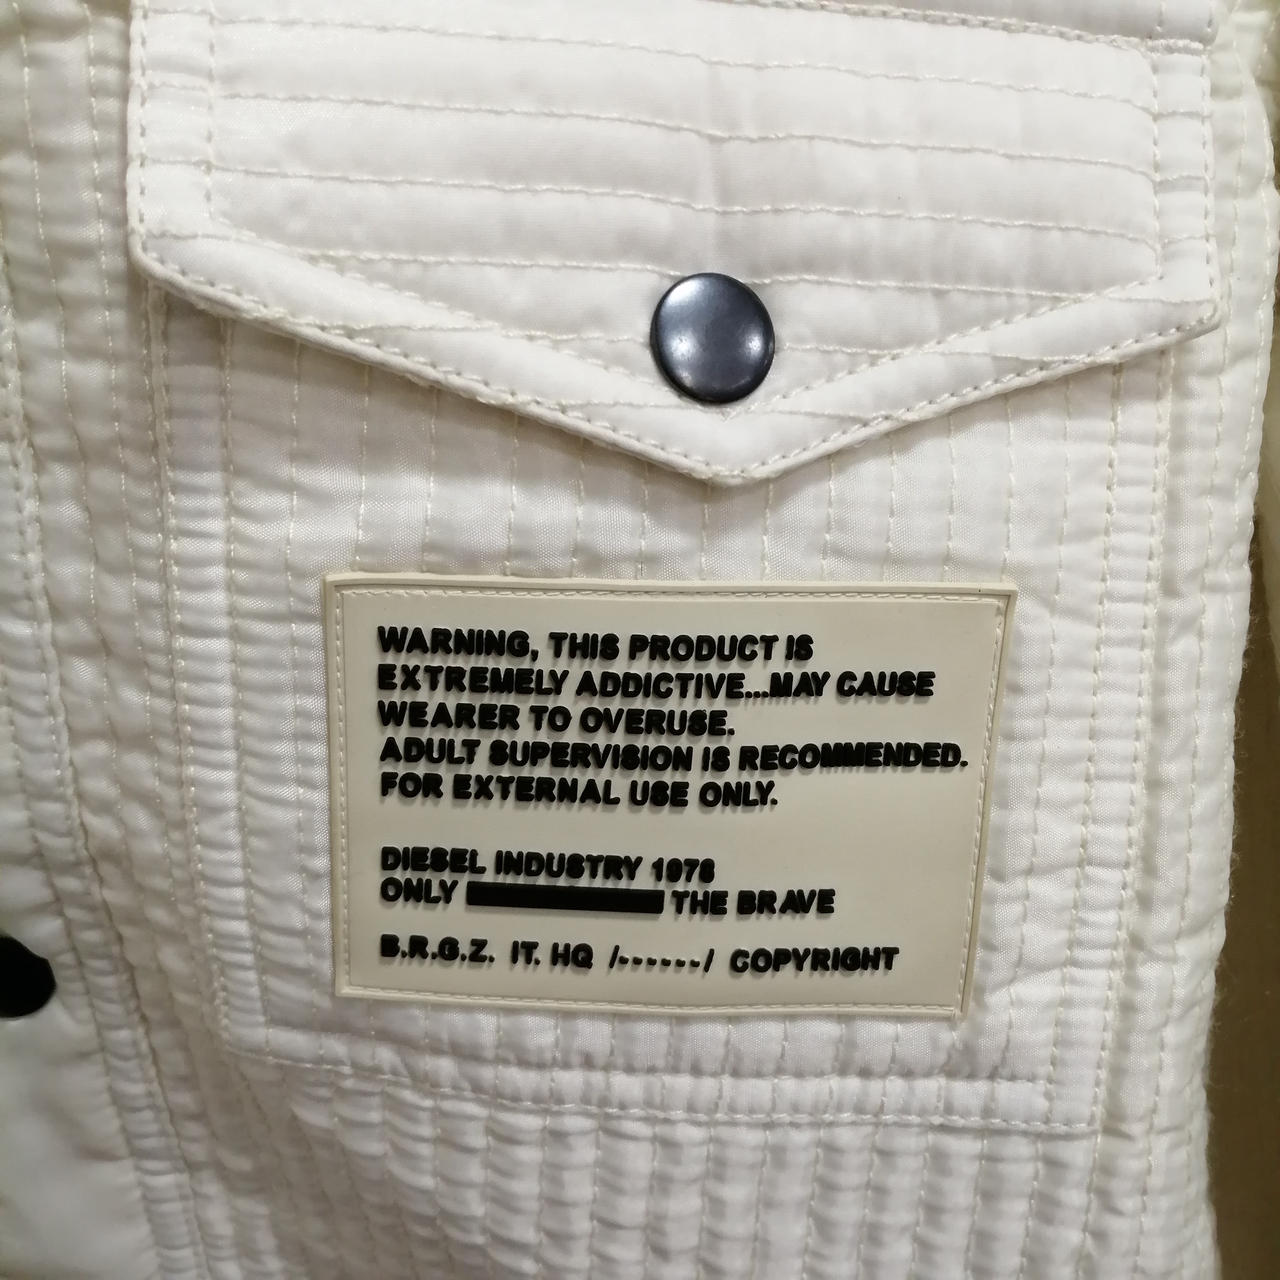 WARNING, THIS PRODUCT IS
EXTREMELY ADDICTIVE...MAY CAUSE
WEARER TO OVERUSE.
ADULT SUPERVISION IS RECOMMENDED.
FOR EXTERNAL USE ONLY.
DIESEL INDUSTRY 1978
ONLY THE BRAVE
B.R.G.Z. IT. HQ /------/ COPYRIGHT